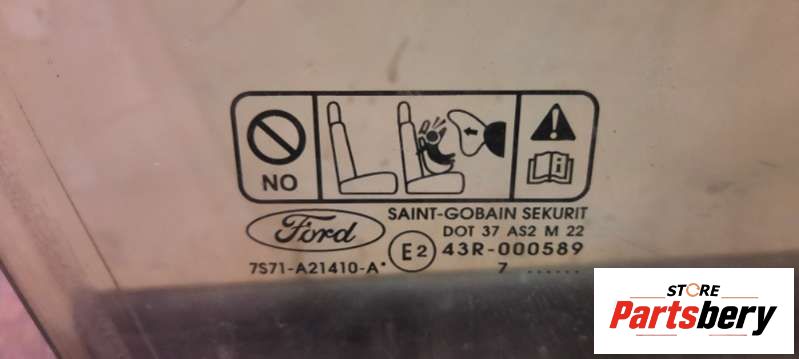 NO
i
Ford
SAINT-GOBAIN SEKURIT
DOT 37 AS2 M 22
E2 43R-000589
7S71-A21410-A*
7 ......
STORE
Partsbery